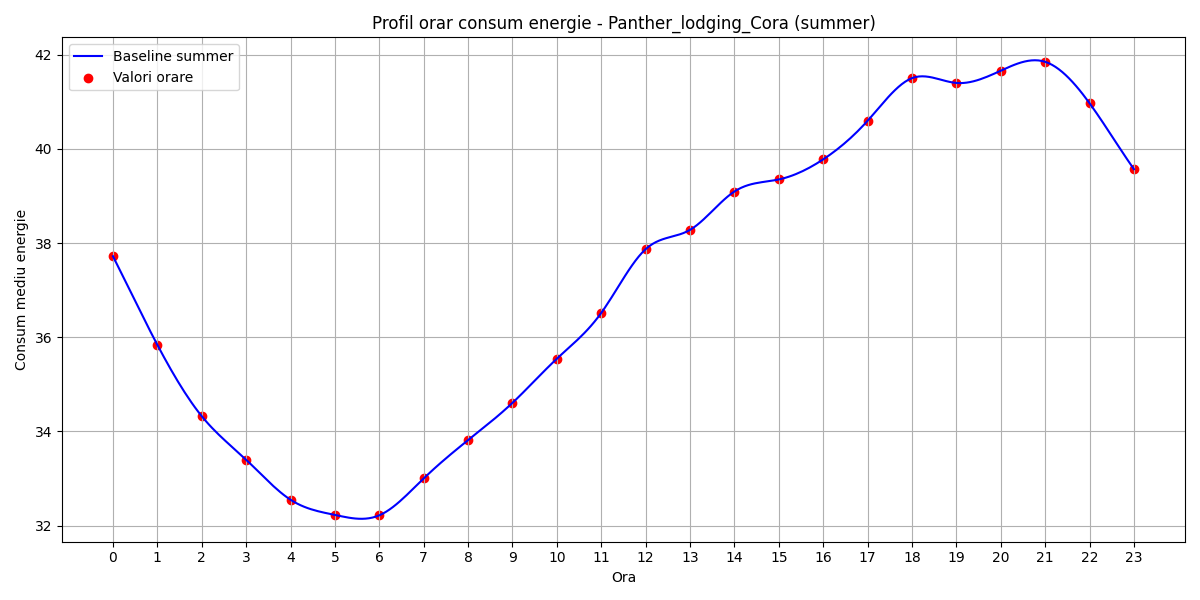 Profil orar consum energie - Panther_lodging_Cora (summer)
Baseline summer
Valori orare
Consum mediu energie
42
40
38
36
34
32
0 1 2 3 4 5 6 7 8 9 10 11 12 13 14 15 16 17 18 19 20 21 22 23
Ora